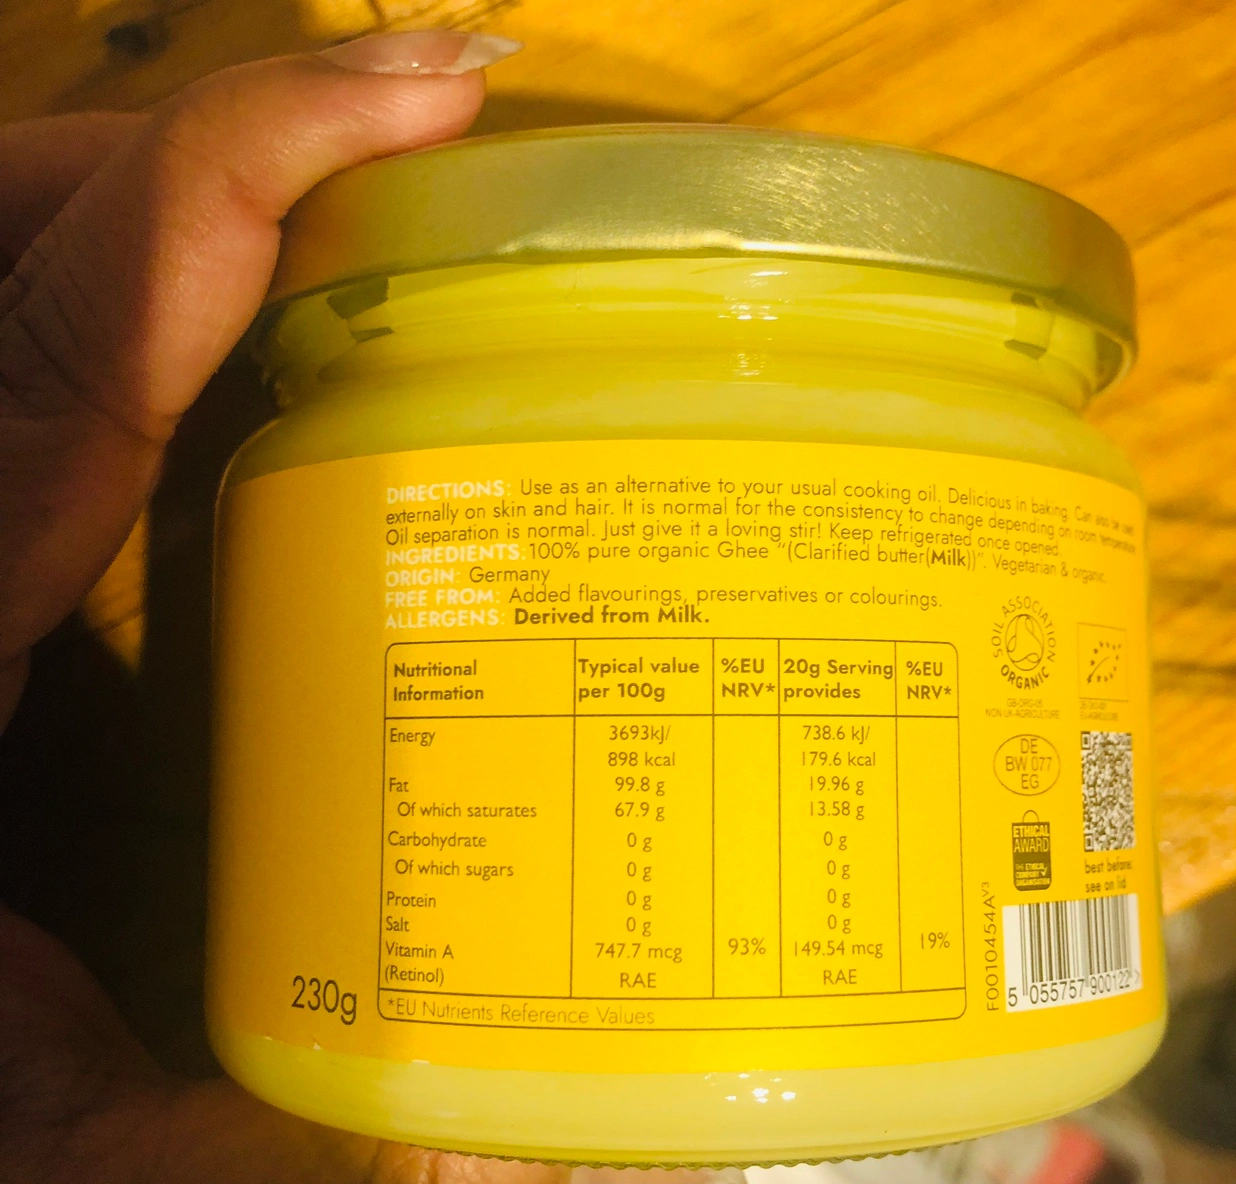 DIRECTIONS: Use as an alternative to your usual cooking oil. Delicious in baking. Can also be used
externally on skin and hair. It is normal for the consistency to change depending on room temperature
Oil separation is normal. Just give it a loving stir! Keep refrigerated once opened.
INGREDIENTS: 100% pure organic Ghee "(Clarified butter(Milk))". Vegetarian & organic.
ORIGIN: Germany
FREE FROM: Added flavourings, preservatives or colourings.
ALLERGENS: Derived from Milk.
Nutritional Information Typical value per 100g %EU NRV* 20g Serving provides %EU NRV*
Energy 3693kJ/ 738.6 kJ/
898 kcal 179.6 kcal
Fat 99.8 g 19.96 g
Of which saturates 67.9 g 13.58 g
Carbohydrate 0 g 0 g
Of which sugars 0 g 0 g
Protein 0 g 0 g
Salt 0 g 0 g
Vitamin A 747.7 mcg 93% 149.54 mcg 19%
(Retinol) RAE RAE
*EU Nutrients Reference Values
230g
SOIL ASSOCIATION
ORGANIC
GB-ORG-05
NON UK AGRICULTURE
DE
BW 077
EG
ETHICAL
AWARD
best before:
see on lid
F0010454AV3
5 055757 900122 >